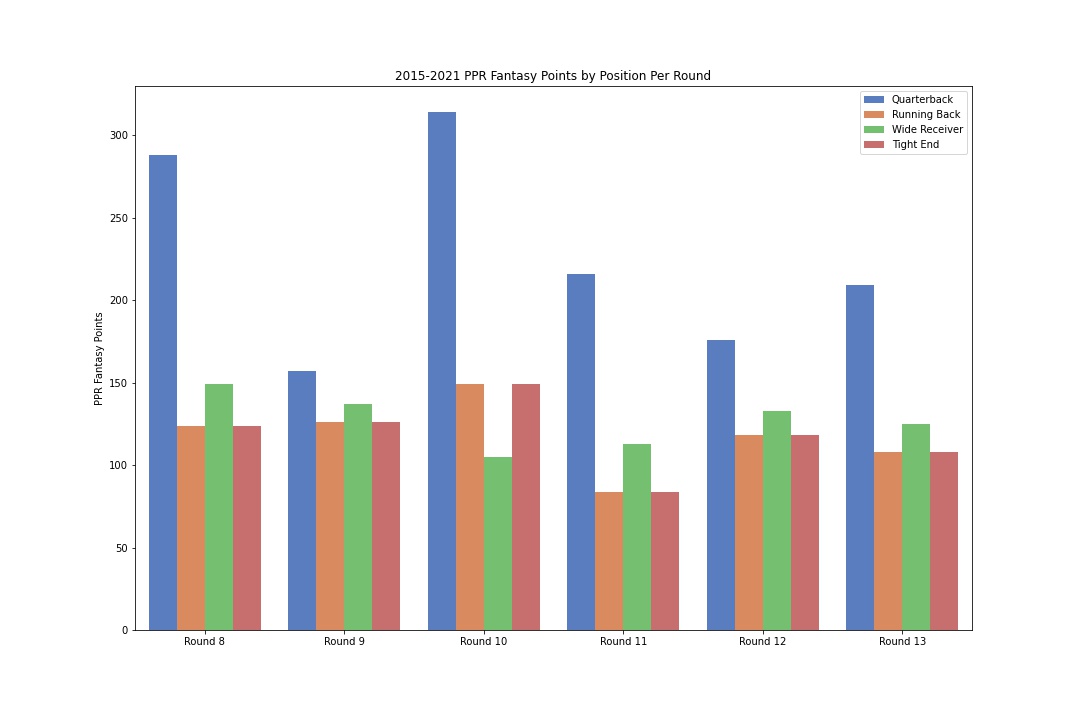 2015-2021 PPR Fantasy Points by Position Per Round
Quarterback
Running Back
Wide Receiver
Tight End
PPR Fantasy Points
300
250
200
150
100
50
0
Round 8
Round 9
Round 10
Round 11
Round 12
Round 13